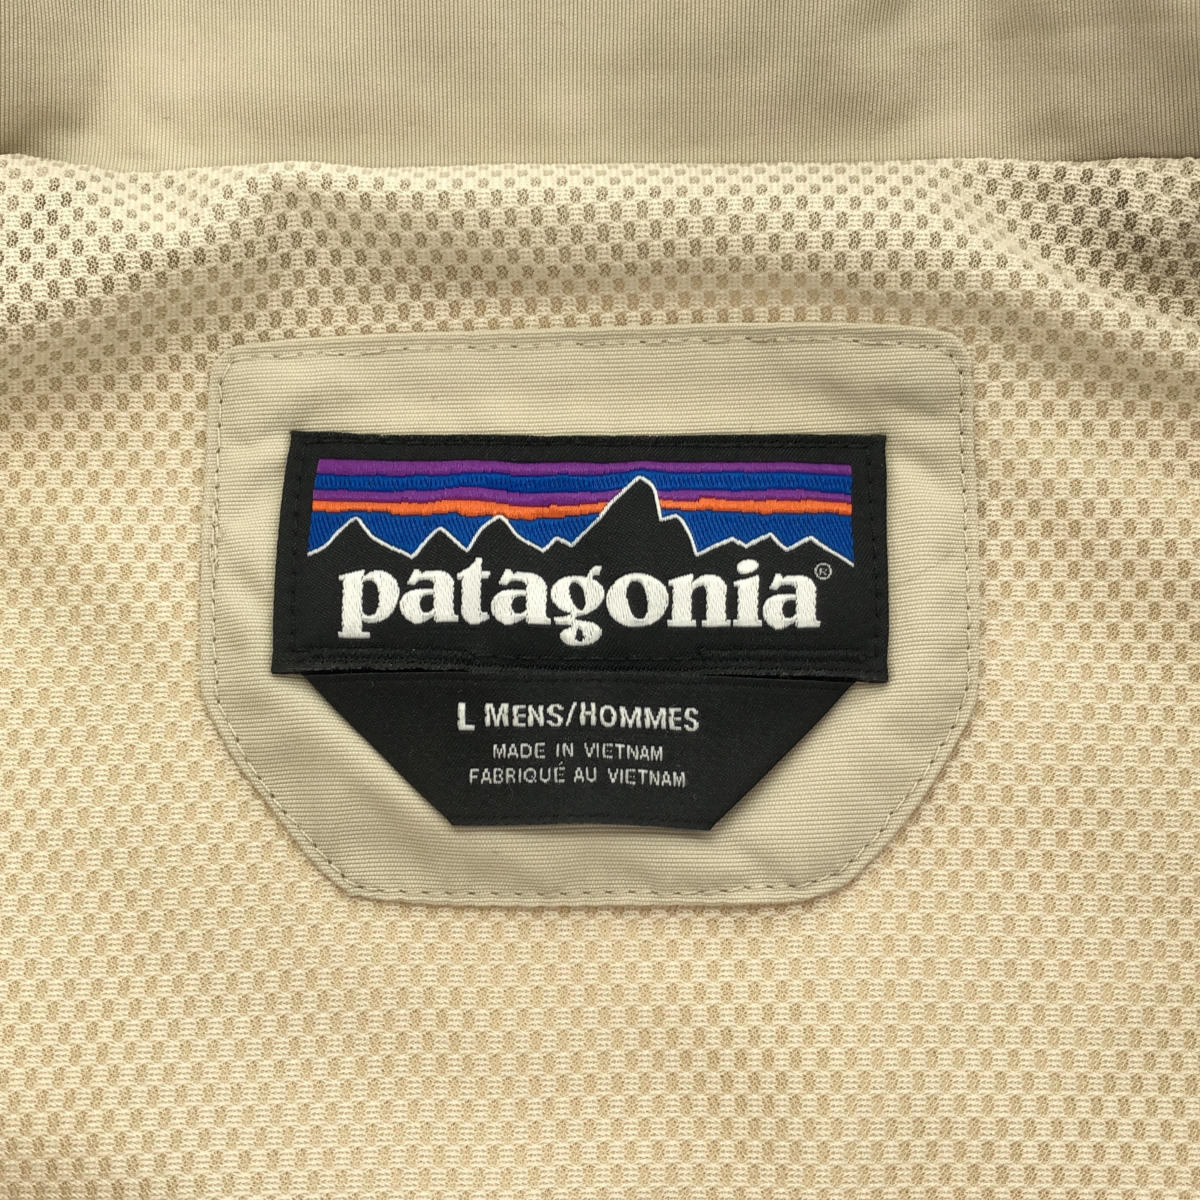 patagonia®
L MENS/HOMMES
MADE IN VIETNAM
FABRIQUÉ AU VIETNAM